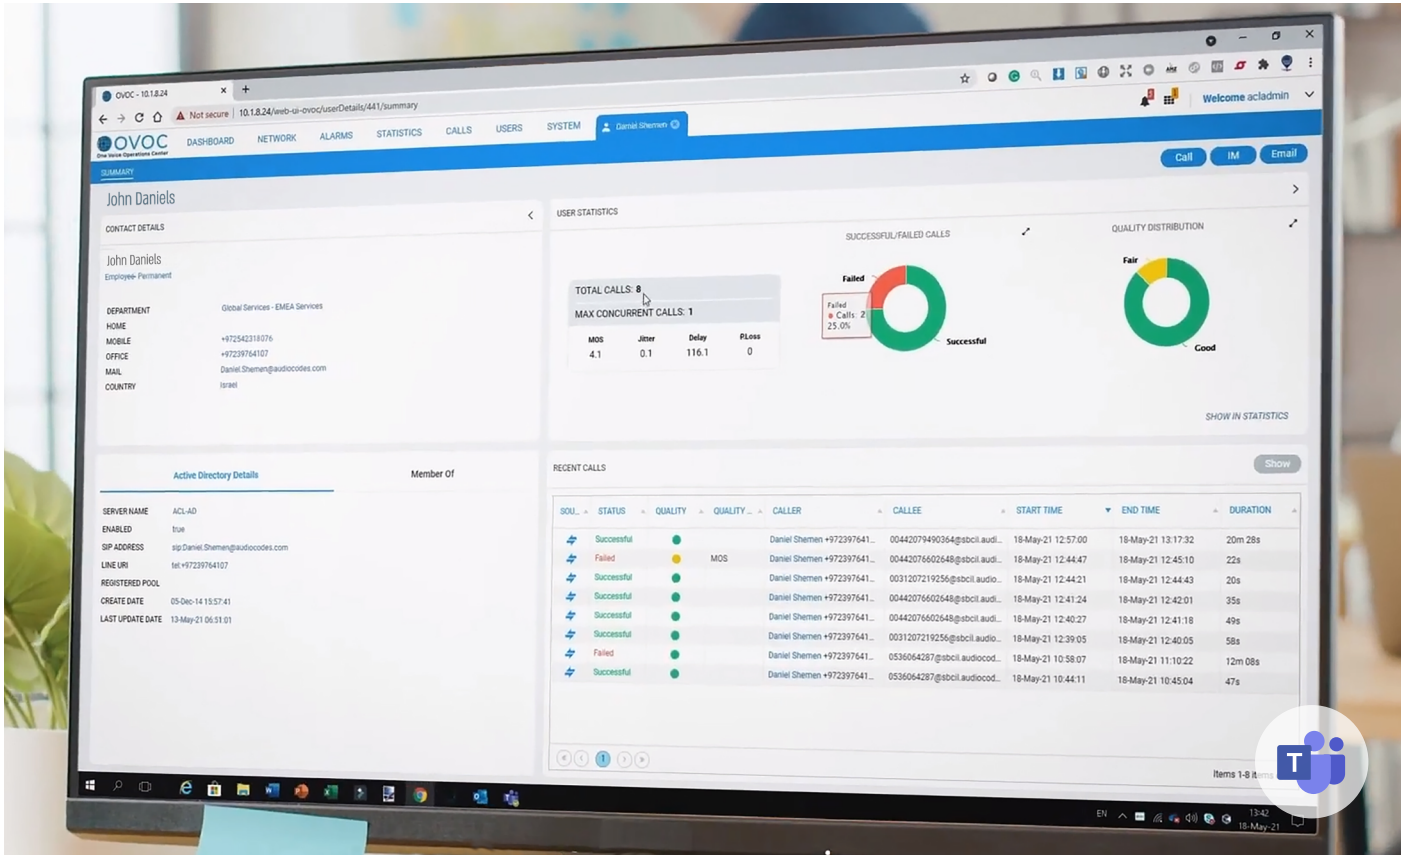 OVOC - 10.1.8.24
Not secure | 10.1.8.24/web-ui-ovoc/userDetails/441/summary
Welcome acladmin
OVOC
One Voice Operations Center
DASHBOARD NETWORK ALARMS STATISTICS CALLS USERS SYSTEM Daniel Shemen
SUMMARY
Call IM Email
John Daniels
CONTACT DETAILS
John Daniels
Employee- Permanent
DEPARTMENT Global Services - EMEA Services
HOME
MOBILE +972542318076
OFFICE +97239764107
MAIL Daniel.Shemen@audiocodes.com
COUNTRY Israel
USER STATISTICS
TOTAL CALLS: 8
MAX CONCURRENT CALLS: 1
MOS Jitter Delay P.Loss
4.1 0.1 116.1 0
SUCCESSFUL/FAILED CALLS
Failed
Failed
Calls: 2
25.0%
Successful
QUALITY DISTRIBUTION
Fair
Good
SHOW IN STATISTICS
Active Directory Details Member Of
SERVER NAME ACL-AD
ENABLED true
SIP ADDRESS sip:Daniel.Shemen@audiocodes.com
LINE URI tel:+97239764107
REGISTERED POOL
CREATE DATE 05-Dec-14 15:57:41
LAST UPDATE DATE 13-May-21 06:51:01
RECENT CALLS Show
SOU... STATUS QUALITY QUALITY ... CALLER CALLEE START TIME END TIME DURATION
Successful Daniel Shemen +972397641... 00442079490364@sbcil.audi... 18-May-21 12:57:00 18-May-21 13:17:32 20m 28s
Failed MOS Daniel Shemen +972397641... 00442076602648@sbcil.audi... 18-May-21 12:44:47 18-May-21 12:45:10 22s
Successful Daniel Shemen +972397641... 0031207219256@sbcil.audio... 18-May-21 12:44:21 18-May-21 12:44:43 20s
Successful Daniel Shemen +972397641... 00442076602648@sbcil.audi... 18-May-21 12:41:24 18-May-21 12:42:01 35s
Successful Daniel Shemen +972397641... 00442076602648@sbcil.audi... 18-May-21 12:40:27 18-May-21 12:41:18 49s
Successful Daniel Shemen +972397641... 0031207219256@sbcil.audio... 18-May-21 12:39:05 18-May-21 12:40:05 58s
Failed Daniel Shemen +972397641... 0536064287@sbcil.audiocod... 18-May-21 10:58:07 18-May-21 11:10:22 12m 08s
Successful Daniel Shemen +972397641... 0536064287@sbcil.audiocod... 18-May-21 10:44:11 18-May-21 10:45:04 47s
1
Items 1-8
T
EN 13:42
18-May-21